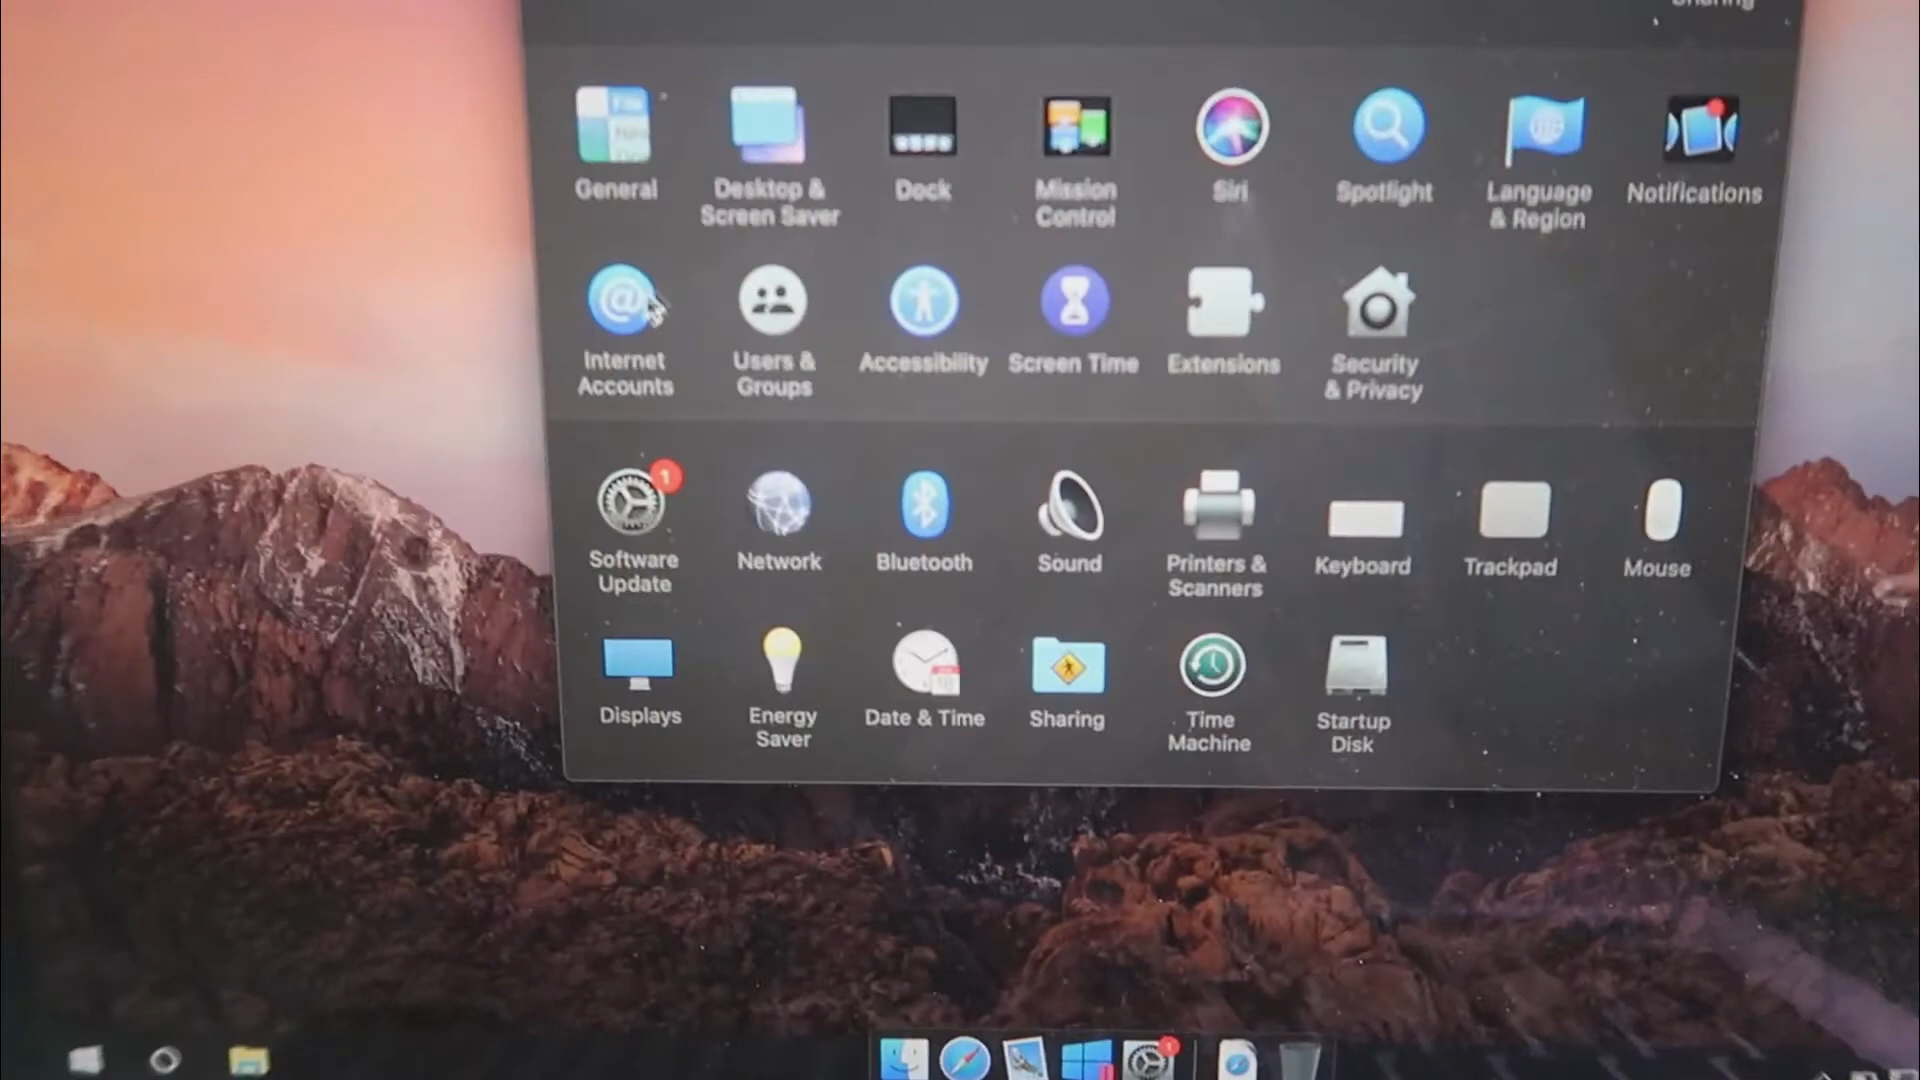 Sharing
General
Desktop &
Screen Saver
Dock
Mission
Control
Siri
Spotlight
Language
& Region
Notifications
Internet
Accounts
Users &
Groups
Accessibility
Screen Time
Extensions
Security
& Privacy
1
Software
Update
Network
Bluetooth
Sound
Printers &
Scanners
Keyboard
Trackpad
Mouse
Displays
Energy
Saver
Date & Time
Sharing
Time
Machine
Startup
Disk
1